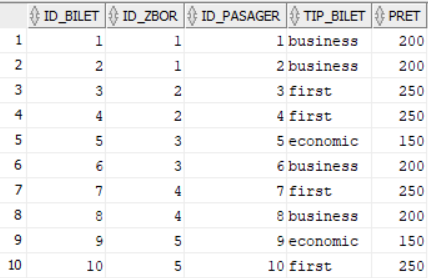 ID_BILET ID_ZBOR ID_PASAGER TIP_BILET PRET
1 1 1 1 business 200
2 2 1 2 business 200
3 3 2 3 first 250
4 4 2 4 first 250
5 5 3 5 economic 150
6 6 3 6 business 200
7 7 4 7 first 250
8 8 4 8 business 200
9 9 5 9 economic 150
10 10 5 10 first 250